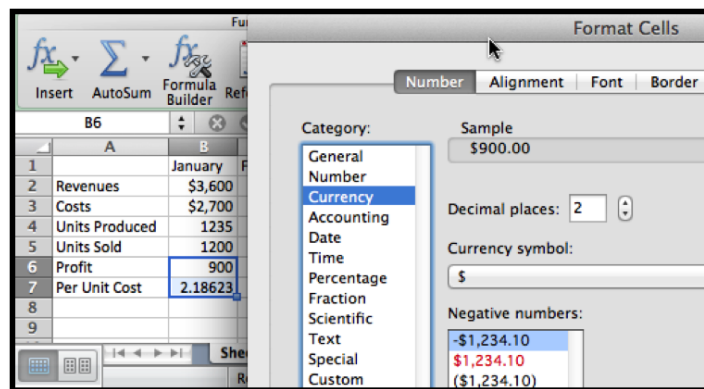 Format Cells
Insert AutoSum Formula Builder
B6
A B
1 January
2 Revenues $3,600
3 Costs $2,700
4 Units Produced 1235
5 Units Sold 1200
6 Profit 900
7 Per Unit Cost 2.18623
8
9
Number Alignment Font Border
Category:
General
Number
Currency
Accounting
Date
Time
Percentage
Fraction
Scientific
Text
Special
Custom
Sample
$900.00
Decimal places: 2
Currency symbol:
$
Negative numbers:
-$1,234.10
$1,234.10
($1,234.10)